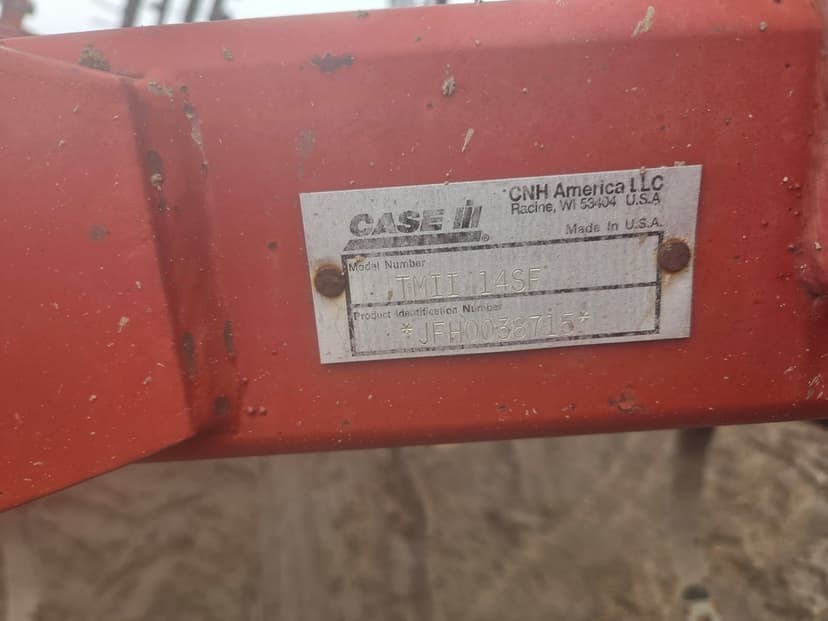 CNH America LLC
Racine, WI 53404 U.S.A
Made In U.S.A.
CASE IH®
Model Number
TMII 14SF
Product Identification Number
*JFH0038715*